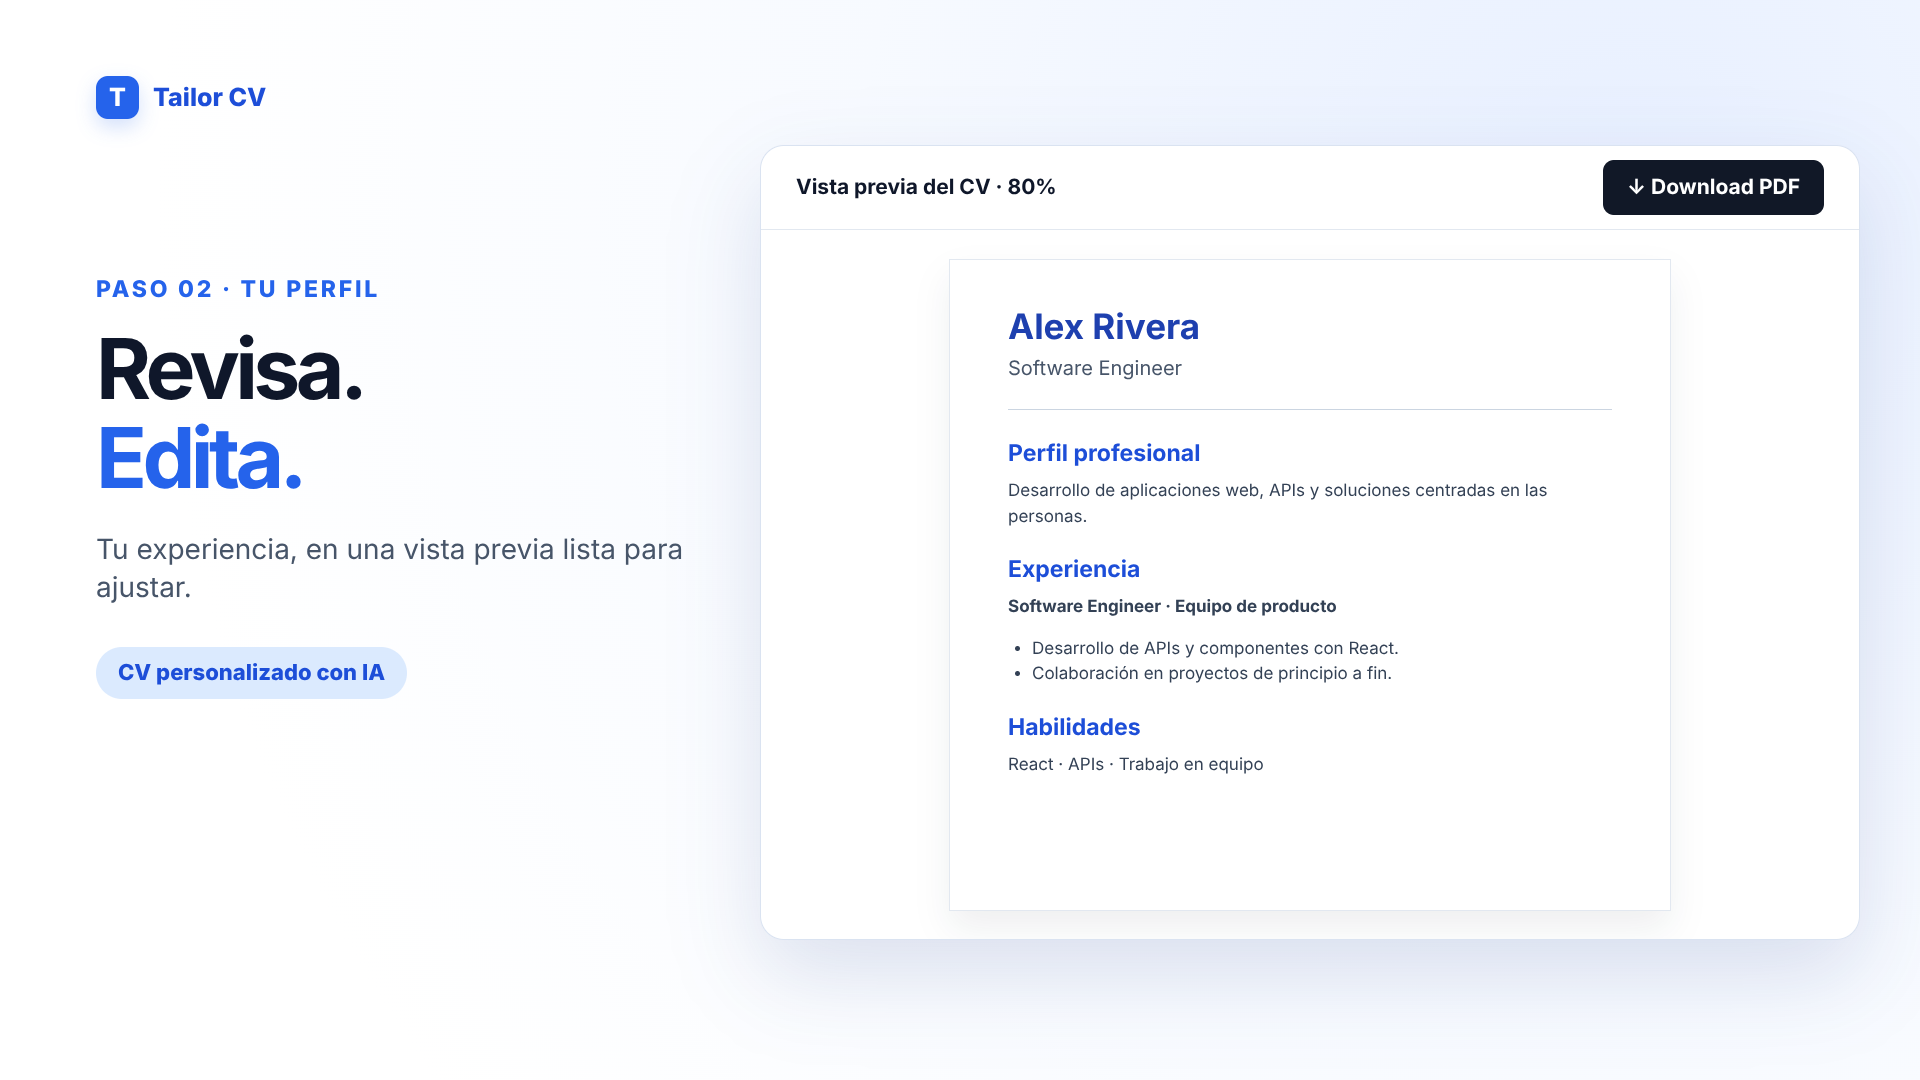 T Tailor CV
PASO 02 · TU PERFIL
Revisa.
Edita.
Tu experiencia, en una vista previa lista para
ajustar.
CV personalizado con IA
Vista previa del CV · 80%
↓ Download PDF
Alex Rivera
Software Engineer
Perfil profesional
Desarrollo de aplicaciones web, APIs y soluciones centradas en las
personas.
Experiencia
Software Engineer · Equipo de producto
• Desarrollo de APIs y componentes con React.
• Colaboración en proyectos de principio a fin.
Habilidades
React · APIs · Trabajo en equipo